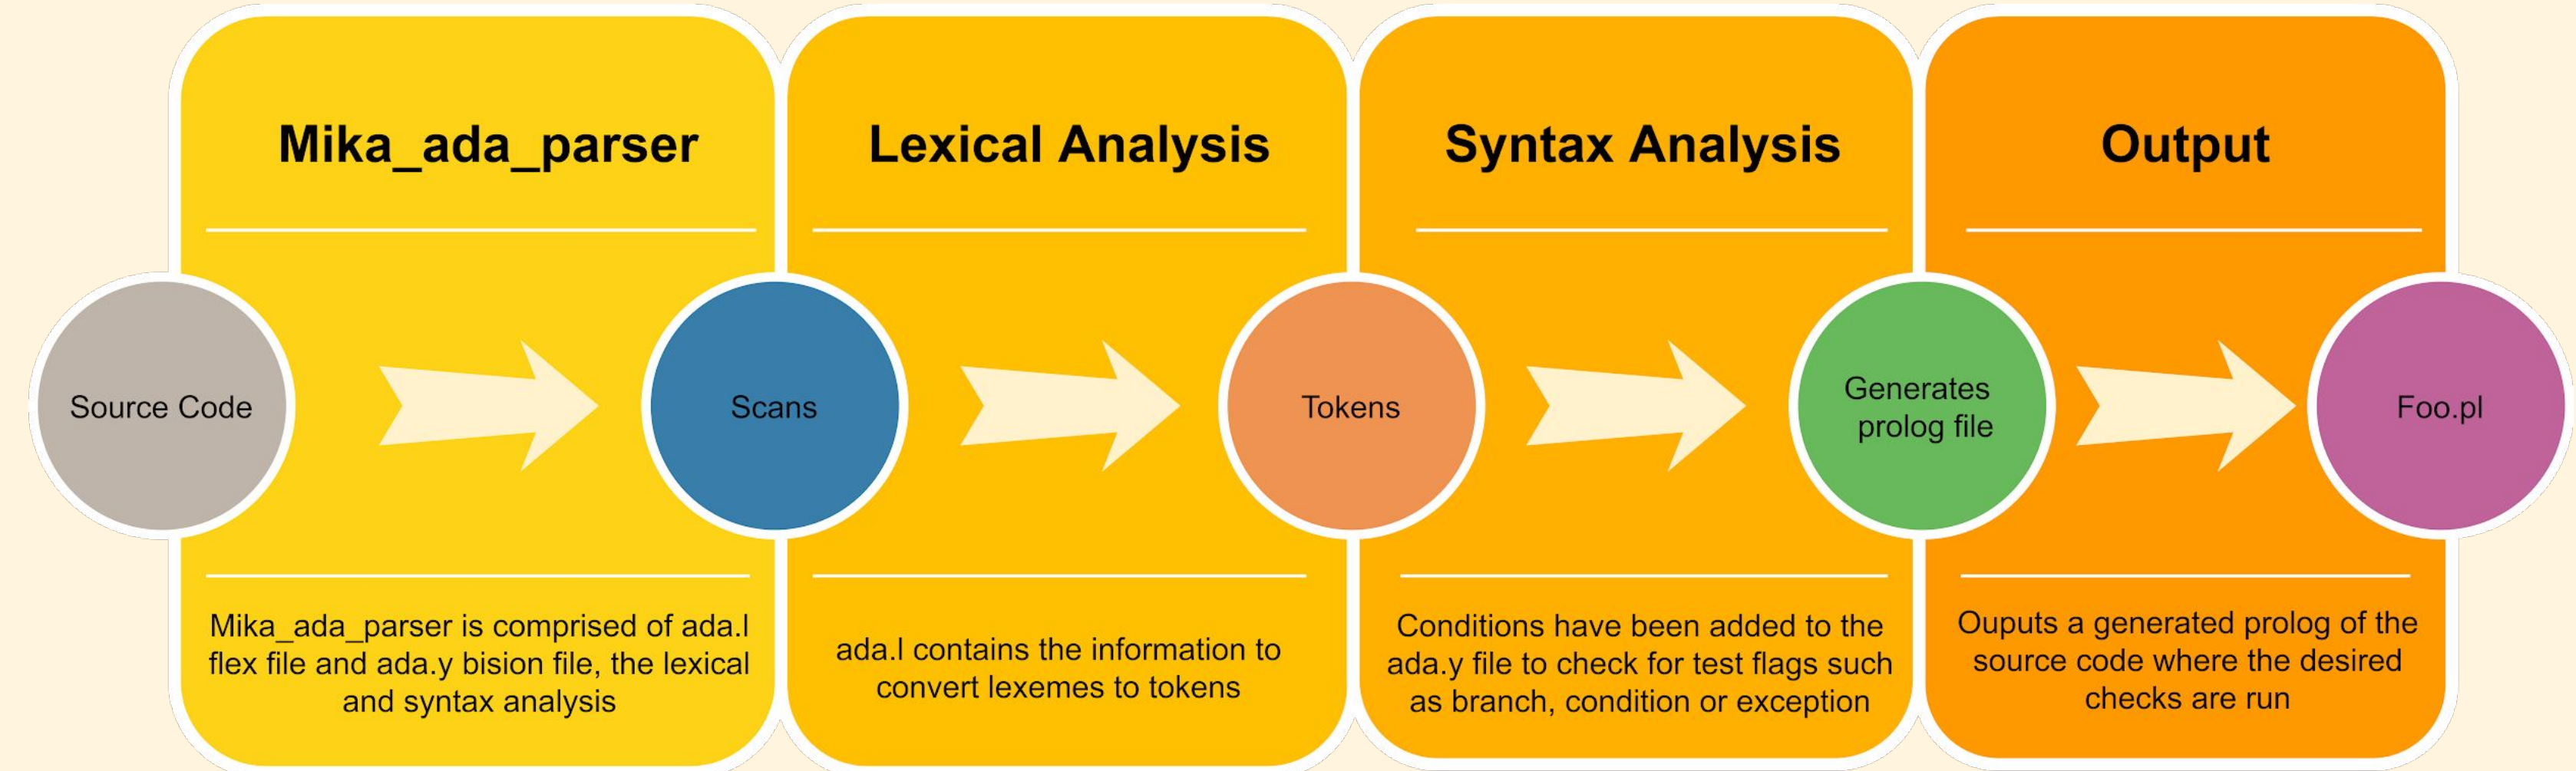 Mika_ada_parser
Lexical Analysis
Syntax Analysis
Output
Source Code
Scans
Tokens
Generates
prolog file
Foo.pl
Mika_ada_parser is comprised of ada.l
flex file and ada.y bision file, the lexical
and syntax analysis
ada.l contains the information to
convert lexemes to tokens
Conditions have been added to the
ada.y file to check for test flags such
as branch, condition or exception
Ouputs a generated prolog of the
source code where the desired
checks are run